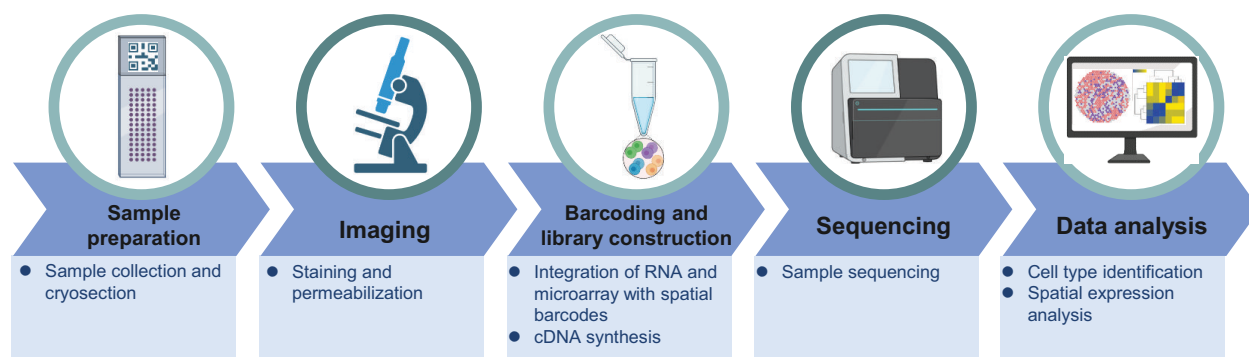 Sample
preparation
Imaging
Barcoding and
library construction
Sequencing
Data analysis
● Sample collection and
cryosection
● Staining and
permeabilization
● Integration of RNA and
microarray with spatial
barcodes
● cDNA synthesis
● Sample sequencing
● Cell type identification
● Spatial expression
analysis